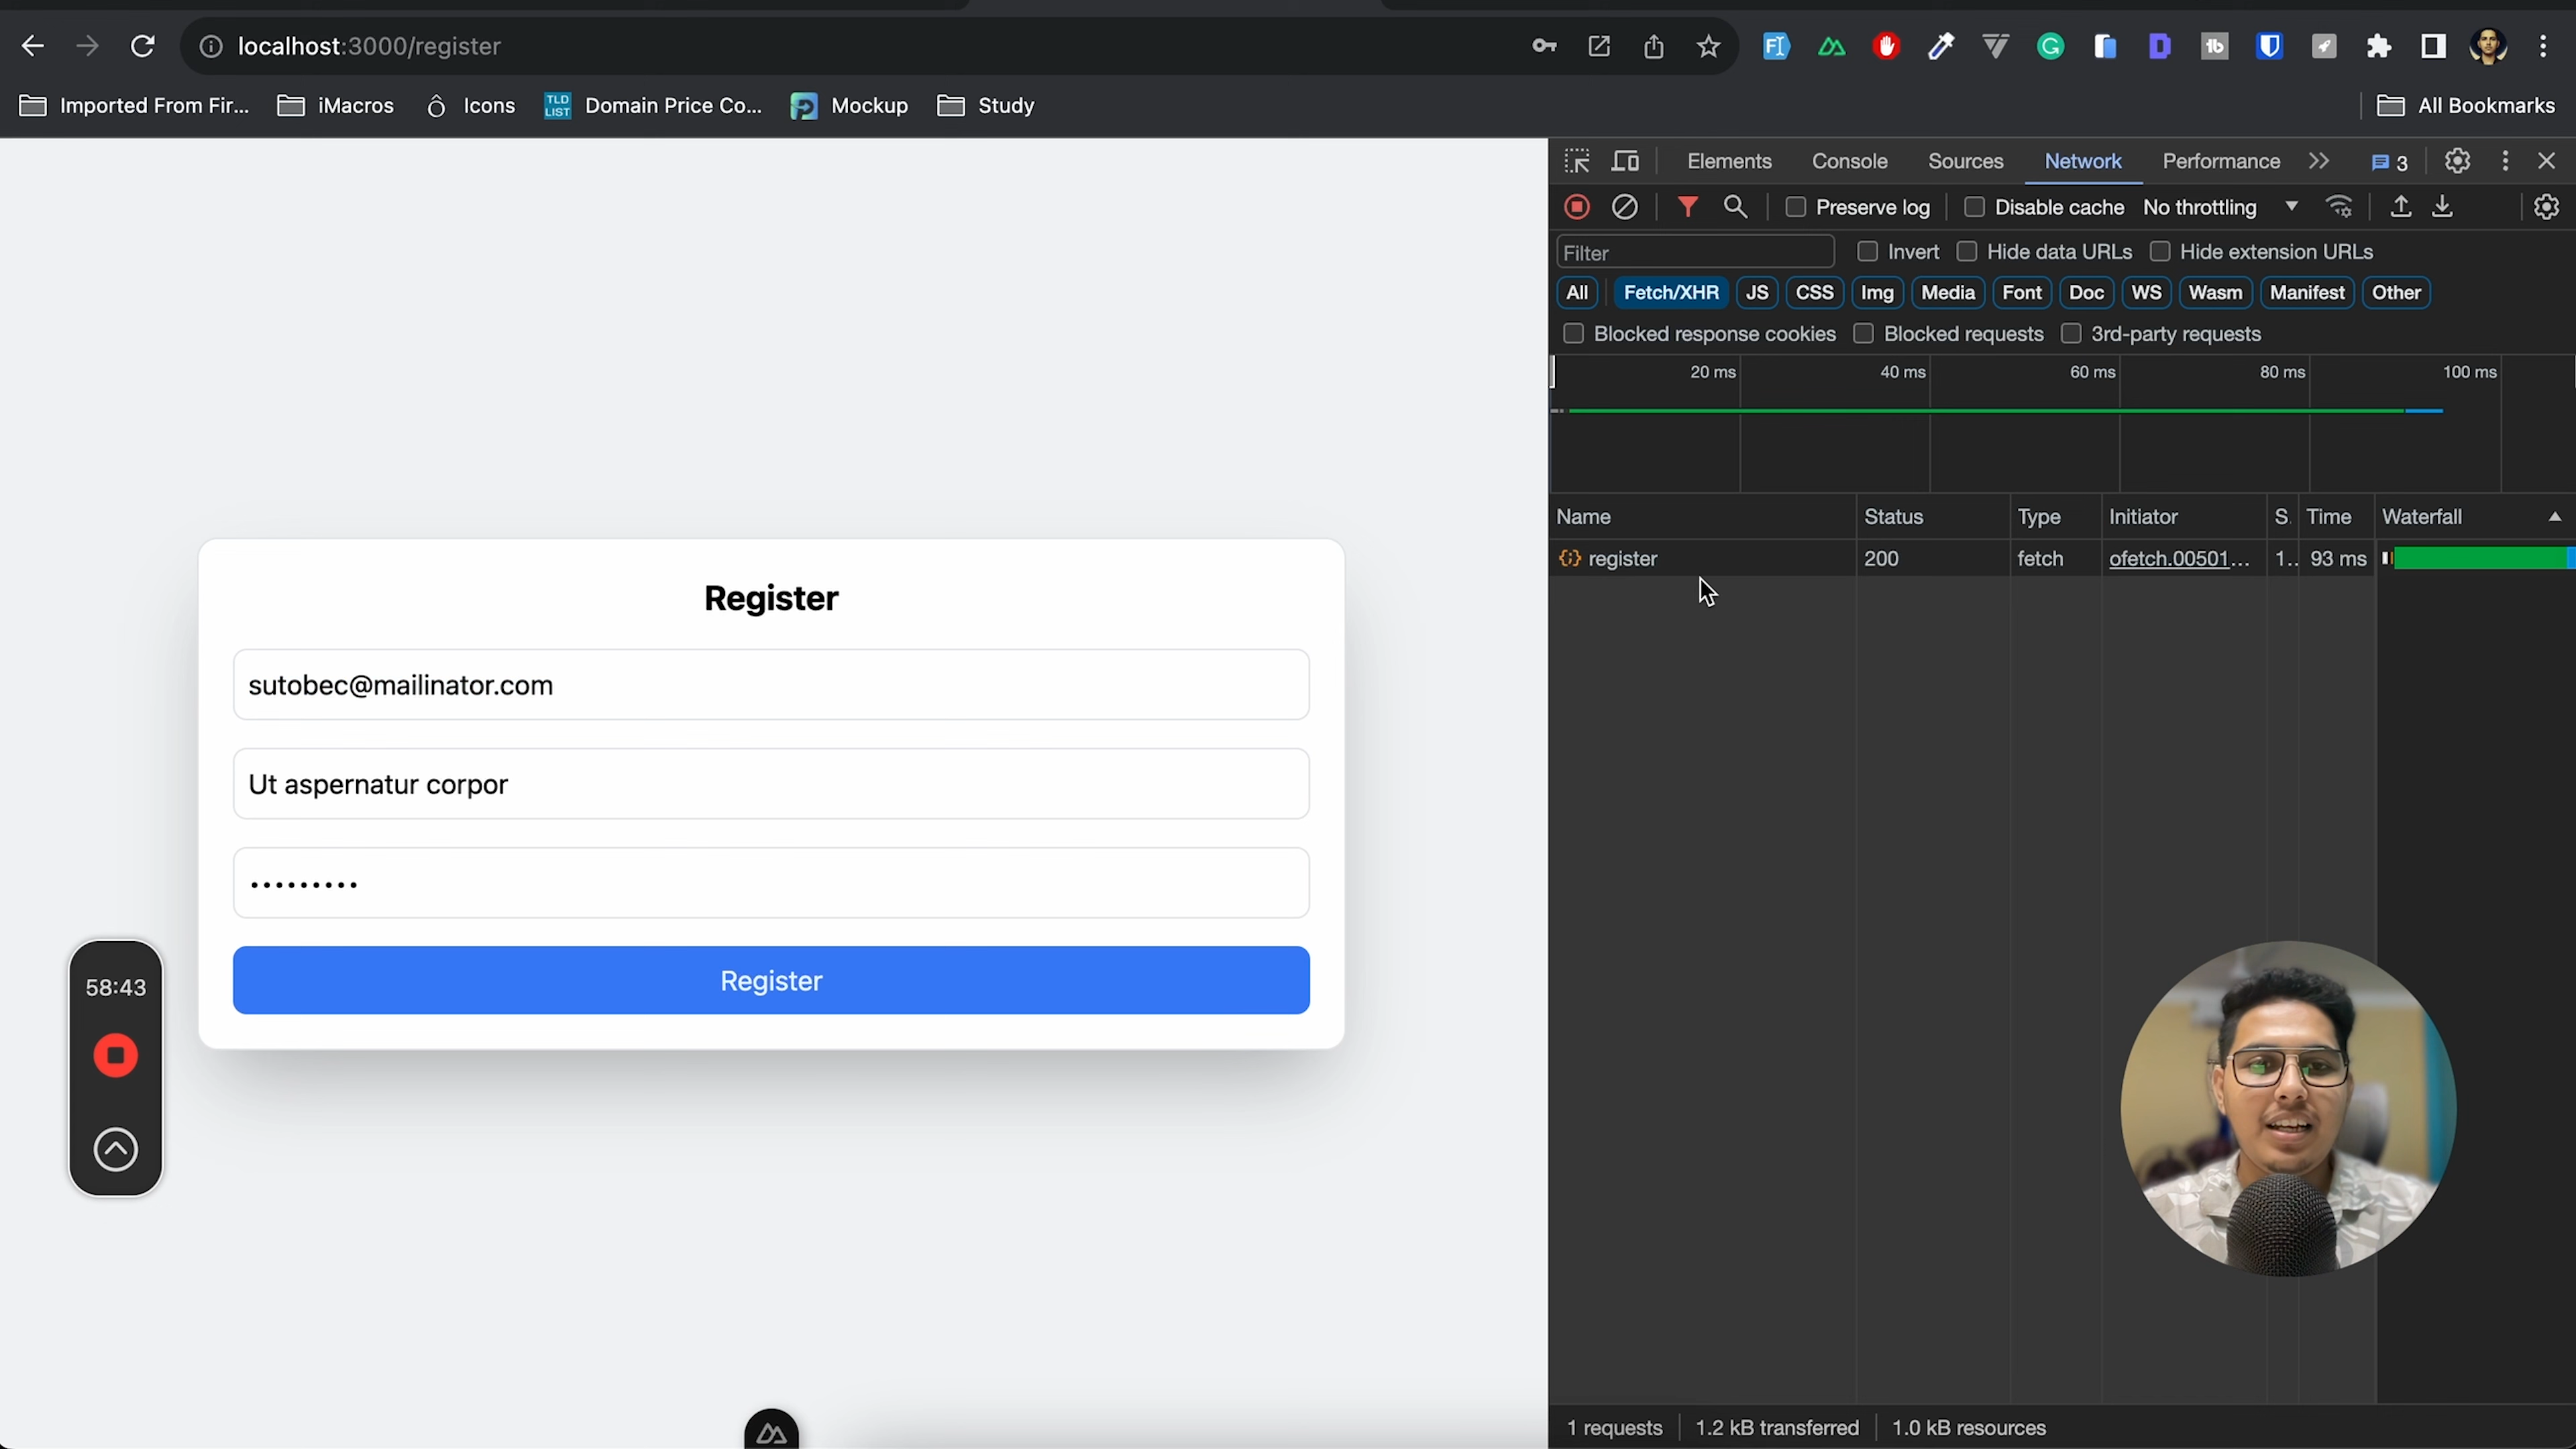 localhost:3000/register
Imported From Fir... iMacros Icons TLD LIST Domain Price Co... Mockup Study All Bookmarks
Elements Console Sources Network Performance 3
Preserve log Disable cache No throttling
Filter Invert Hide data URLs Hide extension URLs
All Fetch/XHR JS CSS Img Media Font Doc WS Wasm Manifest Other
Blocked response cookies Blocked requests 3rd-party requests
20 ms 40 ms 60 ms 80 ms 100 ms
Name Status Type Initiator S. Time Waterfall
register 200 fetch ofetch.00501... 1.. 93 ms
Register
sutobec@mailinator.com
Ut aspernatur corpor
•••••••••
Register
58:43
1 requests 1.2 kB transferred 1.0 kB resources